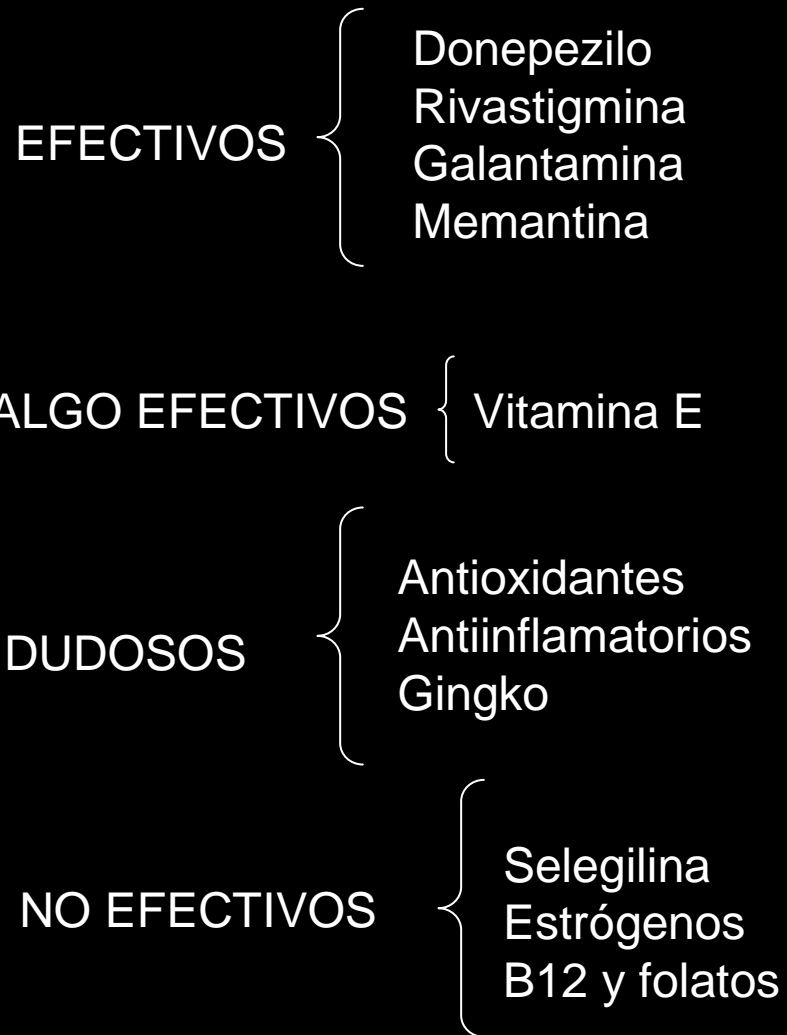 EFECTIVOS
Donepezilo
Rivastigmina
Galantamina
Memantina
ALGO EFECTIVOS
Vitamina E
DUDOSOS
Antioxidantes
Antiinflamatorios
Gingko
NO EFECTIVOS
Selegilina
Estrógenos
B12 y folatos